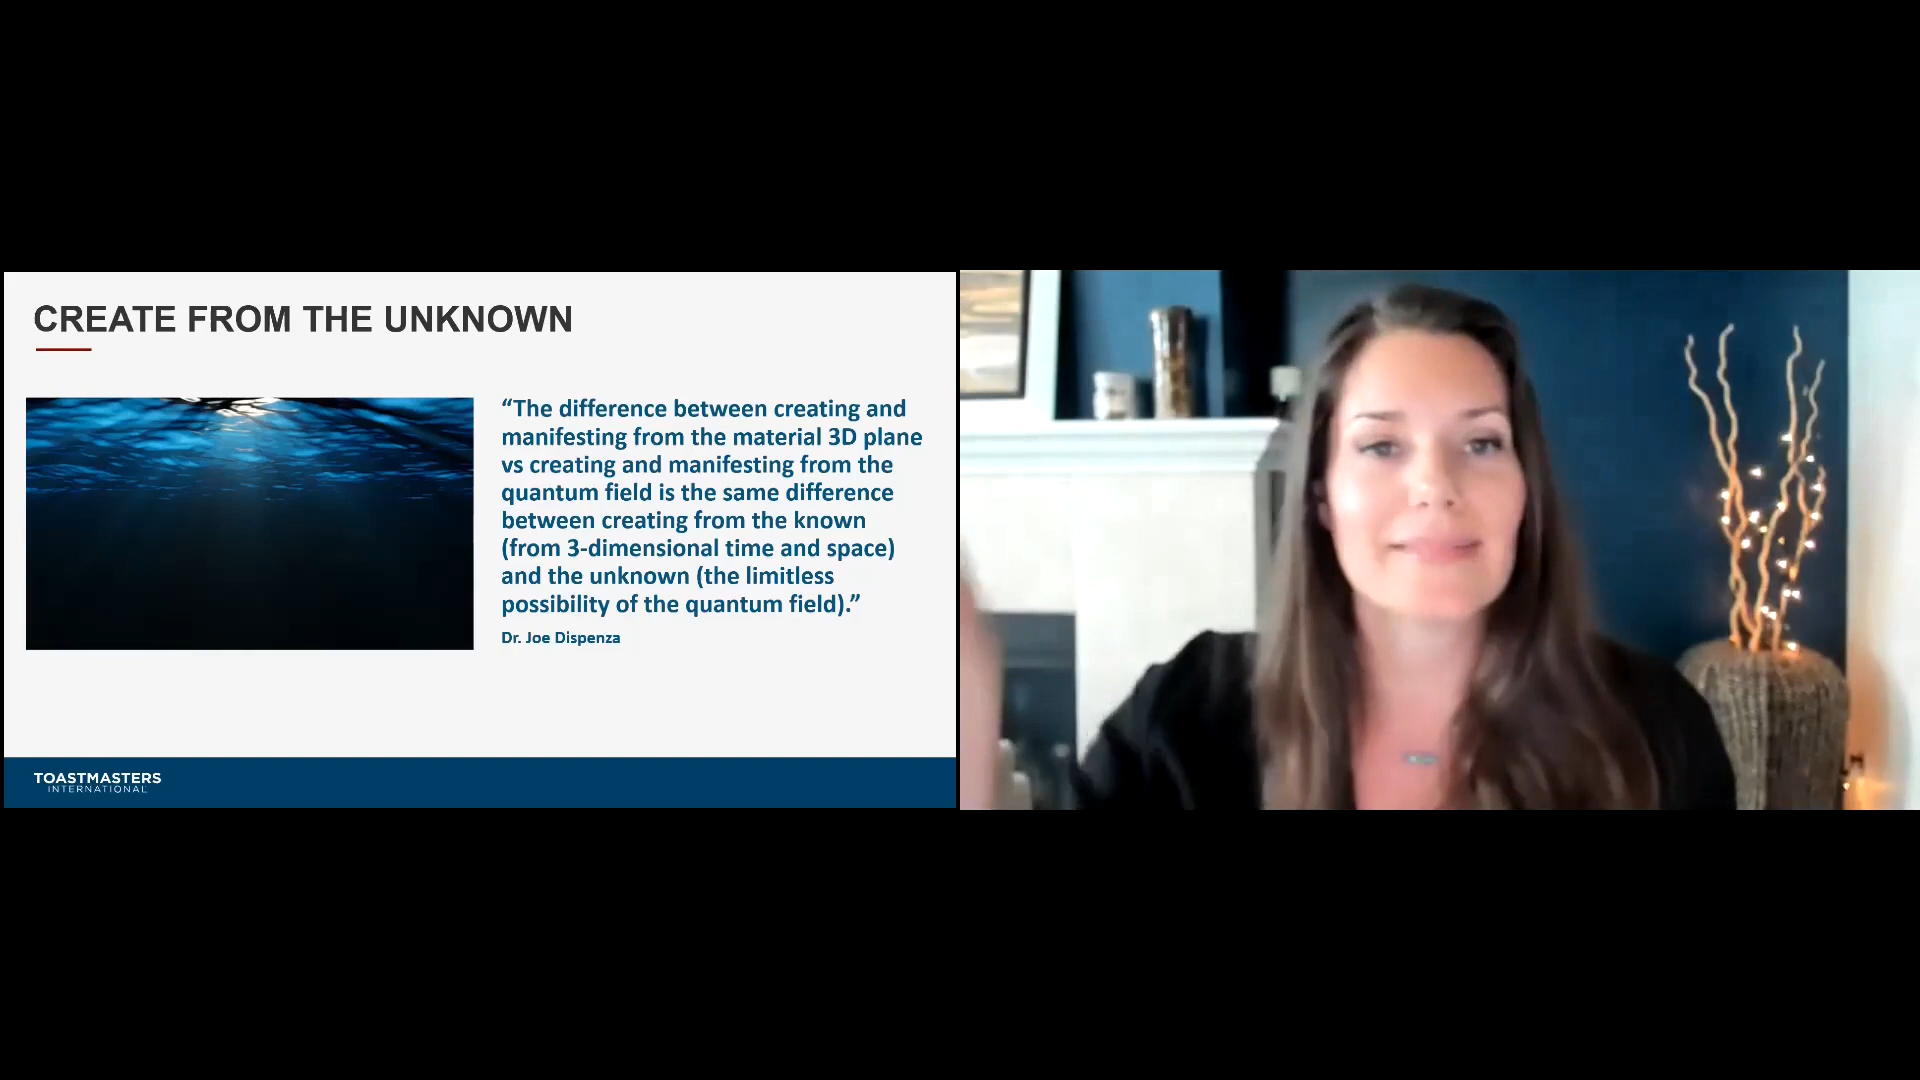 CREATE FROM THE UNKNOWN
“The difference between creating and
manifesting from the material 3D plane
vs creating and manifesting from the
quantum field is the same difference
between creating from the known
(from 3-dimensional time and space)
and the unknown (the limitless
possibility of the quantum field).”
Dr. Joe Dispenza
TOASTMASTERS
INTERNATIONAL